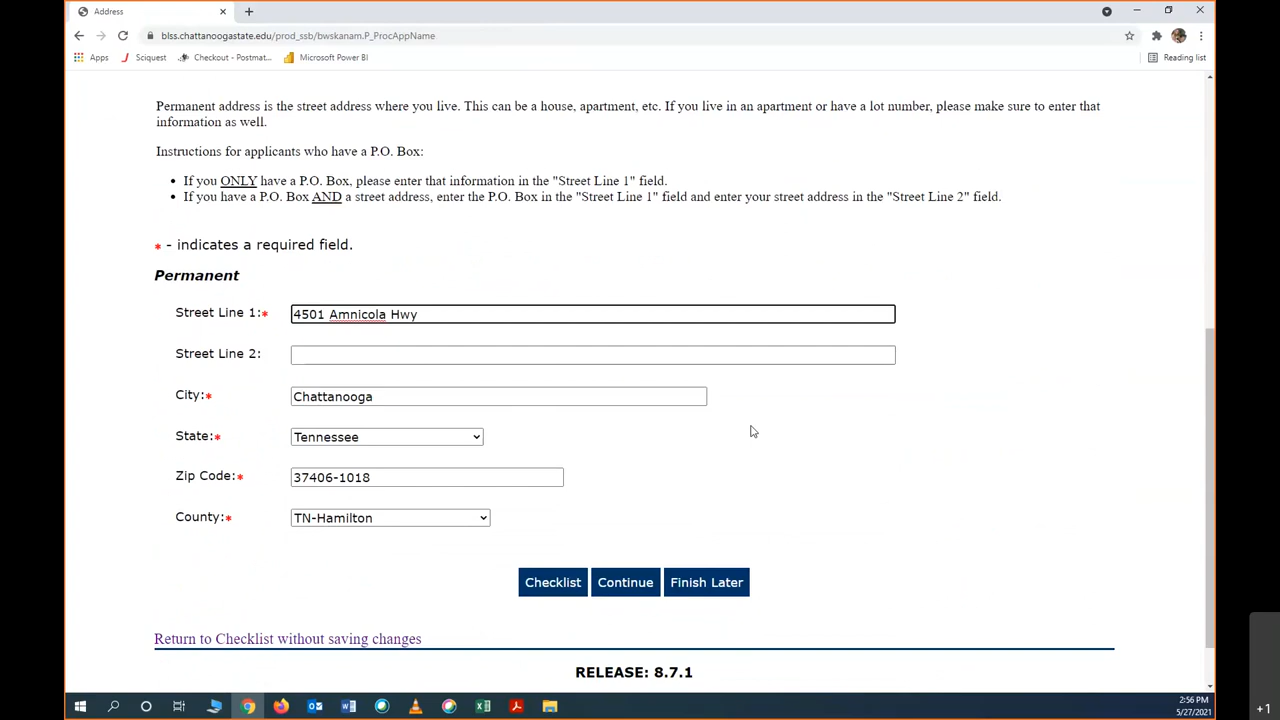 Address
blss.chattanoogastate.edu/prod_ssb/bwskanam.P_ProcAppName
Apps Sciquest Checkout - Postmat... Microsoft Power BI Reading list
Permanent address is the street address where you live. This can be a house, apartment, etc. If you live in an apartment or have a lot number, please make sure to enter that
information as well.
Instructions for applicants who have a P.O. Box:
• If you ONLY have a P.O. Box, please enter that information in the "Street Line 1" field.
• If you have a P.O. Box AND a street address, enter the P.O. Box in the "Street Line 1" field and enter your street address in the "Street Line 2" field.
* - indicates a required field.
Permanent
Street Line 1:* 4501 Amnicola Hwy
Street Line 2:
City:* Chattanooga
State:* Tennessee
Zip Code:* 37406-1018
County:* TN-Hamilton
Checklist Continue Finish Later
Return to Checklist without saving changes
RELEASE: 8.7.1
2:56 PM
5/27/2021
+1